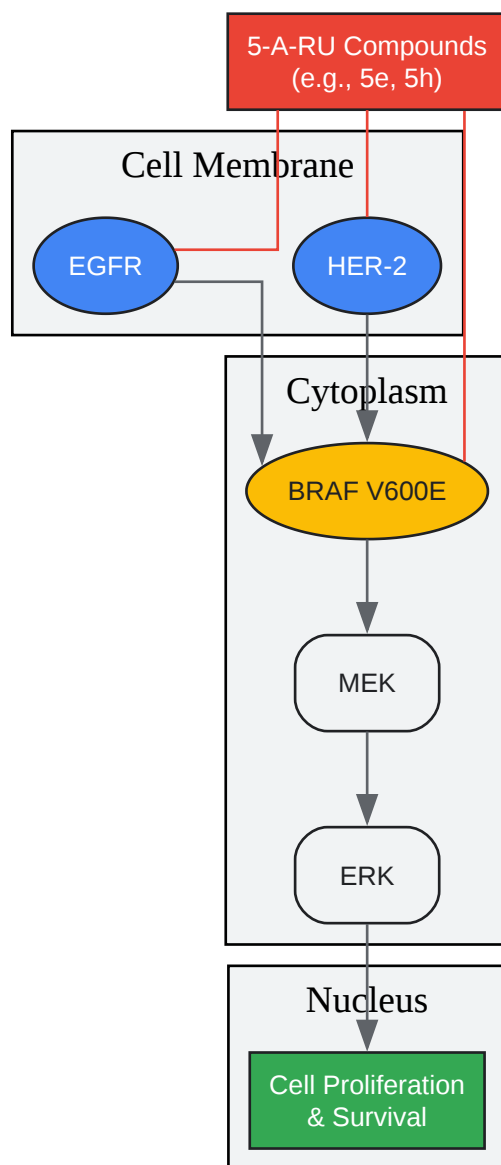 5-A-RU Compounds
(e.g., 5e, 5h)
Cell Membrane
EGFR
HER-2
Cytoplasm
BRAF V600E
MEK
ERK
Nucleus
Cell Proliferation
& Survival